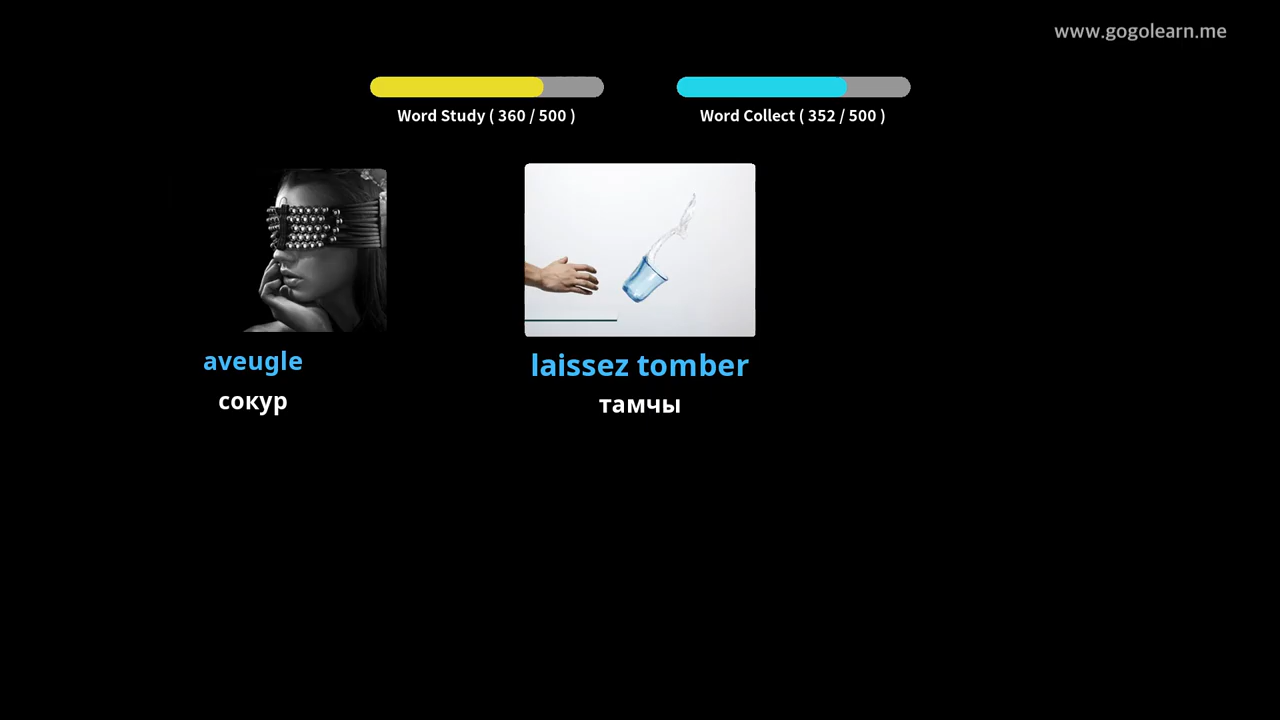 www.gogolearn.me
Word Study ( 360 / 500 )
Word Collect ( 352 / 500 )
aveugle
сокур
laissez tomber
тамчы